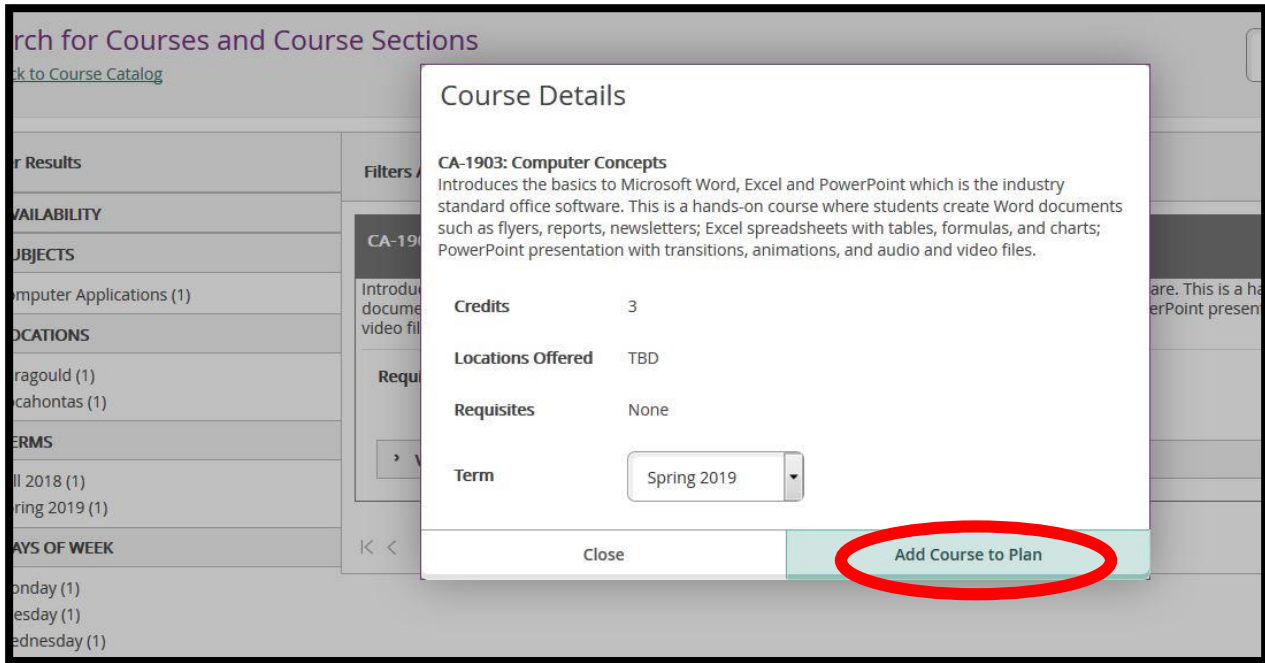 rch for Courses and Course Sections
k to Course Catalog
r Results
VAILABILITY
UBJECTS
omputer Applications (1)
OCATIONS
ragould (1)
ocahontas (1)
ERMS
ll 2018 (1)
ring 2019 (1)
AYS OF WEEK
onday (1)
esday (1)
ednesday (1)
Filters A
CA-190
Introdu
docume
video fil
Requi
are. This is a ha
erPoint present
Course Details
CA-1903: Computer Concepts
Introduces the basics to Microsoft Word, Excel and PowerPoint which is the industry
standard office software. This is a hands-on course where students create Word documents
such as flyers, reports, newsletters; Excel spreadsheets with tables, formulas, and charts;
PowerPoint presentation with transitions, animations, and audio and video files.
Credits 3
Locations Offered TBD
Requisites None
Term Spring 2019
Close Add Course to Plan